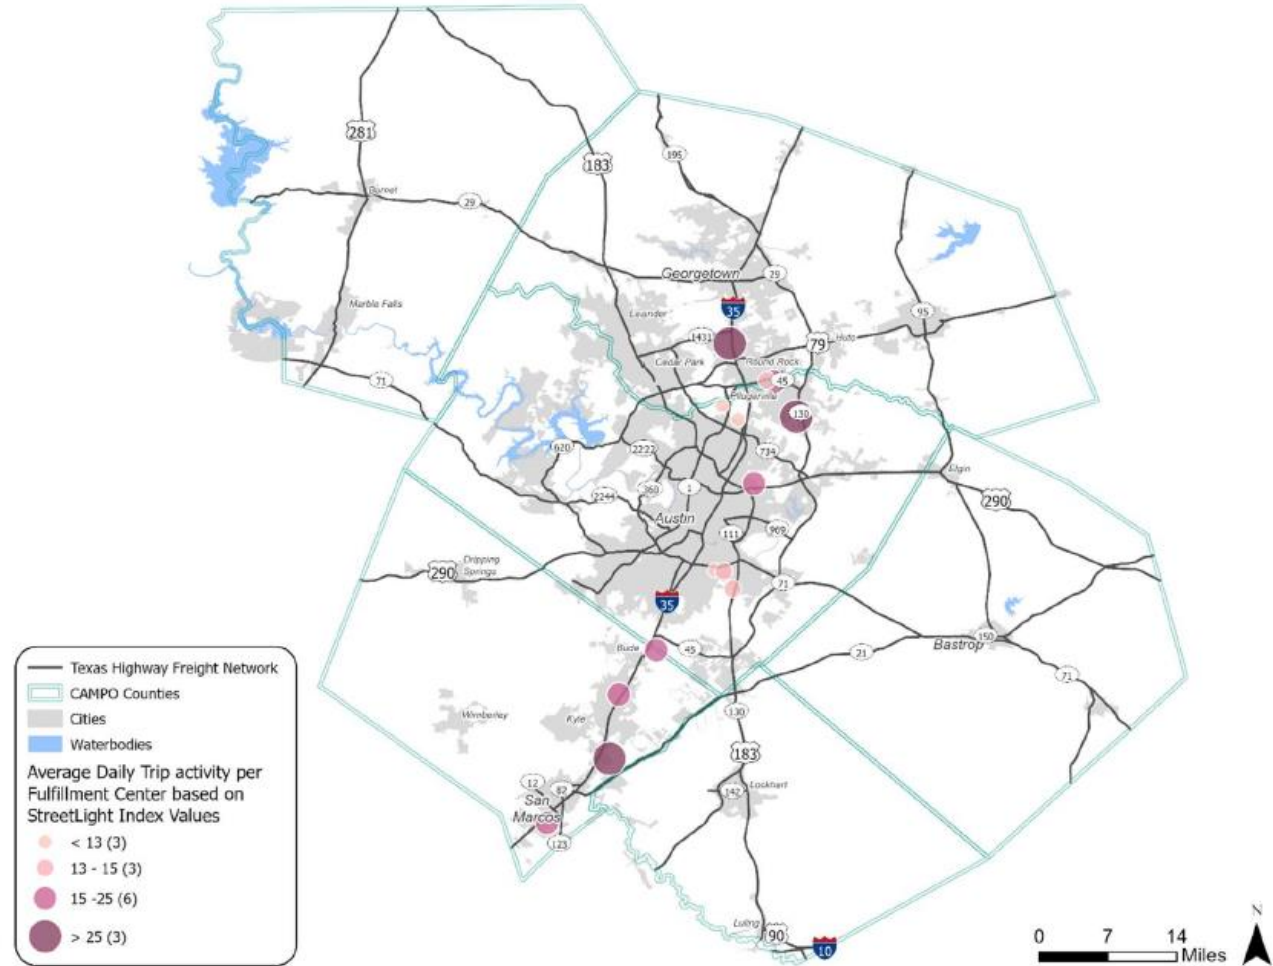 281
183
195
Burnet
29
Georgetown
29
Marble Falls
Leander
35
95
1431
79
Hutto
Cedar Park
Round Rock
71
45
Pflugerville
130
620
2222
734
Elgin
2244
360
1
290
Austin
111
969
290
Dripping
Springs
71
35
Bastrop
150
Buda
45
21
71
Wimberley
Kyle
130
183
12
82
San
Marcos
142
Lockhart
123
Luling
90
10
Texas Highway Freight Network
CAMPO Counties
Cities
Waterbodies
Average Daily Trip activity per
Fulfillment Center based on
StreetLight Index Values
< 13 (3)
13 - 15 (3)
15 -25 (6)
> 25 (3)
0 7 14
Miles
N